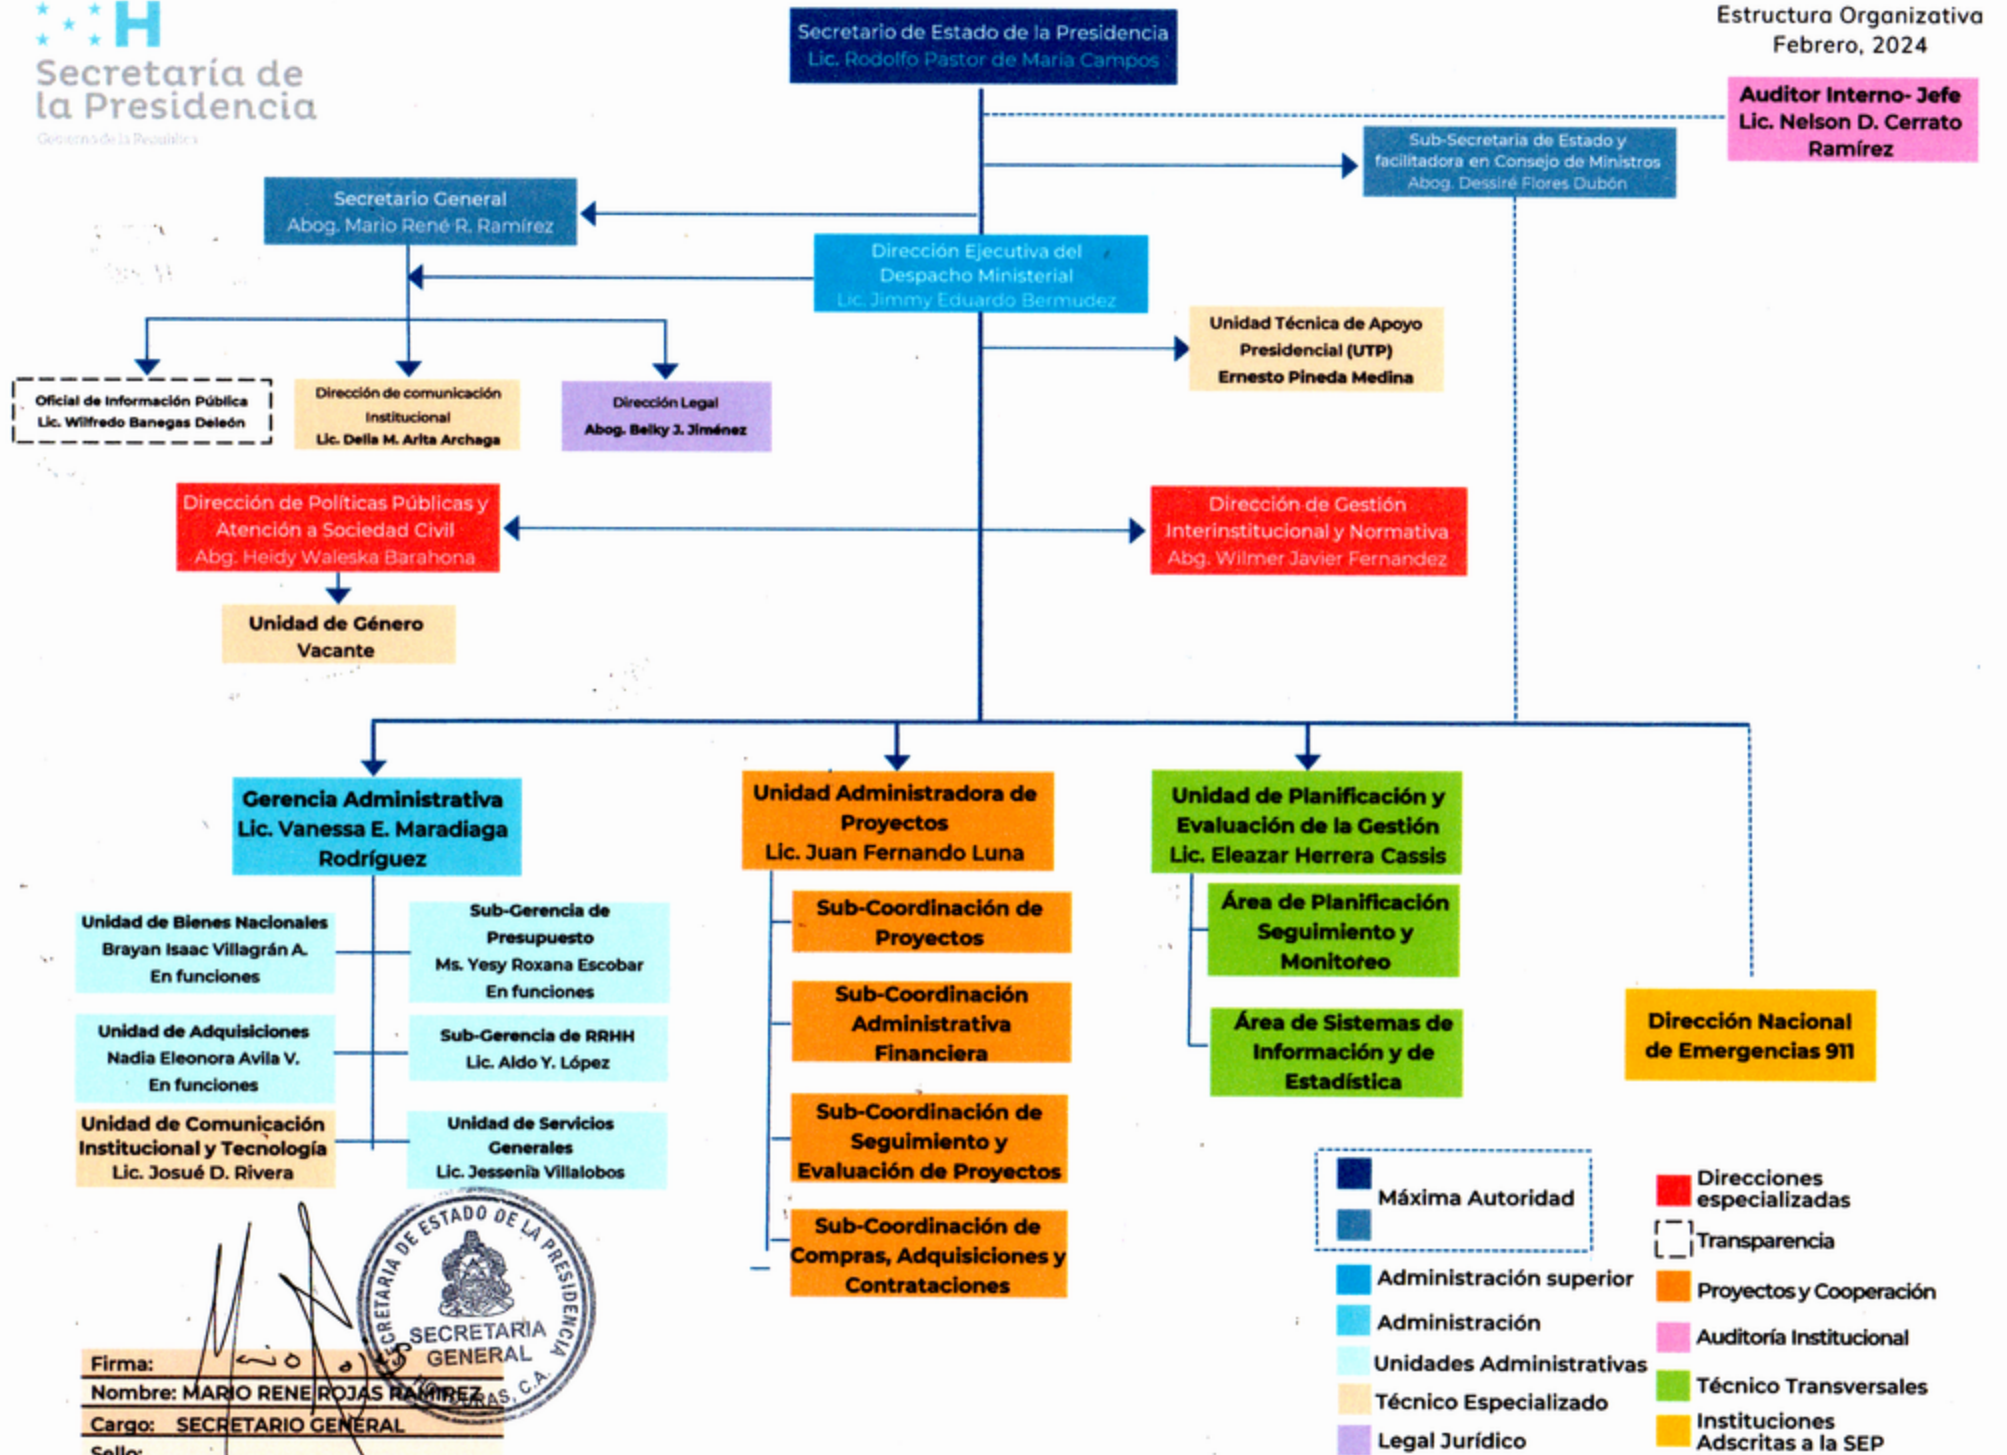 H
Secretaría de
la Presidencia
Gobierno de la República
Estructura Organizativa
Febrero, 2024
Secretario de Estado de la Presidencia
Lic. Rodolfo Pastor de Maria Campos
Auditor Interno- Jefe
Lic. Nelson D. Cerrato
Ramírez
Sub-Secretaria de Estado y
facilitadora en Consejo de Ministros
Abog. Dessiré Flores Dubón
Secretario General
Abog. Mario René R. Ramírez
Dirección Ejecutiva del
Despacho Ministerial
Lic. Jimmy Eduardo Bermudez
Unidad Técnica de Apoyo
Presidencial (UTP)
Ernesto Pineda Medina
Oficial de Información Pública
Lic. Wilfredo Banegas Deleón
Dirección de comunicación
Institucional
Lic. Delia M. Arita Archaga
Dirección Legal
Abog. Belky J. Jiménez
Dirección de Políticas Públicas y
Atención a Sociedad Civil
Abg. Heidy Waleska Barahona
Dirección de Gestión
Interinstitucional y Normativa
Abg. Wilmer Javier Fernandez
Unidad de Género
Vacante
Gerencia Administrativa
Lic. Vanessa E. Maradiaga
Rodríguez
Unidad de Bienes Nacionales
Brayan Isaac Villagrán A.
En funciones
Sub-Gerencia de
Presupuesto
Ms. Yesy Roxana Escobar
En funciones
Unidad de Adquisiciones
Nadia Eleonora Avila V.
En funciones
Sub-Gerencia de RRHH
Lic. Aldo Y. López
Unidad de Comunicación
Institucional y Tecnología
Lic. Josué D. Rivera
Unidad de Servicios
Generales
Lic. Jessenia Villalobos
Unidad Administradora de
Proyectos
Lic. Juan Fernando Luna
Sub-Coordinación de
Proyectos
Sub-Coordinación
Administrativa
Financiera
Sub-Coordinación de
Seguimiento y
Evaluación de Proyectos
Sub-Coordinación de
Compras, Adquisiciones y
Contrataciones
Unidad de Planificación y
Evaluación de la Gestión
Lic. Eleazar Herrera Cassis
Área de Planificación
Seguimiento y
Monitoreo
Área de Sistemas de
Información y de
Estadística
Dirección Nacional
de Emergencias 911
Máxima Autoridad
Administración superior
Administración
Unidades Administrativas
Técnico Especializado
Legal Jurídico
Direcciones
especializadas
Transparencia
Proyectos y Cooperación
Auditoría Institucional
Técnico Transversales
Instituciones
Adscritas a la SEP
SECRETARIA DE ESTADO DE LA PRESIDENCIA
SECRETARIA
GENERAL
HONDURAS, C.A.
Firma:
Nombre: MARIO RENE ROJAS RAMIREZ
Cargo: SECRETARIO GENERAL
Sello: